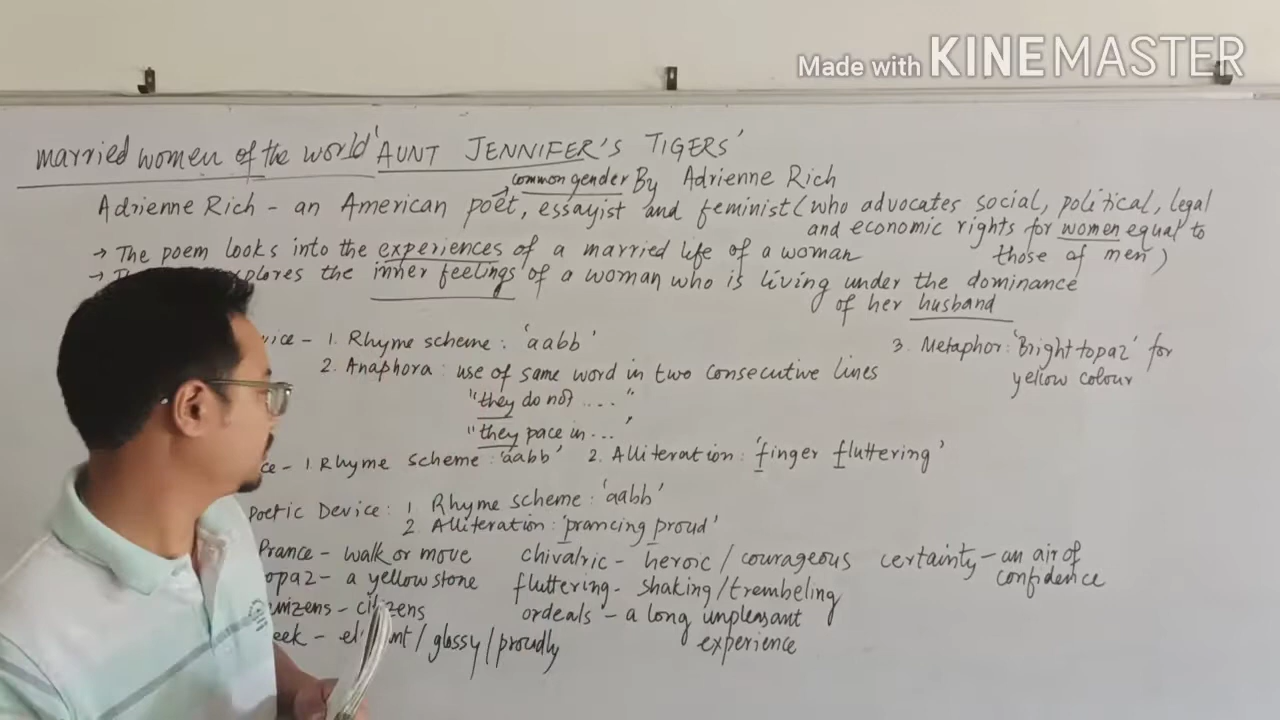 Made with KINEMASTER
married women of the world 'AUNT JENNIFER'S TIGERS'
common gender By Adrienne Rich
Adrienne Rich - an American poet, essayist and feminist (who advocates social, political, legal
and economic rights for women equal to
those of men)
→ The poem looks into the experiences of a married life of a woman
→ the inner feelings of a woman who is living under the dominance
of her husband
1. Rhyme scheme: 'aabb'
3. Metaphor: 'Bright topaz' for
yellow colour
2. Anaphora: use of same word in two consecutive lines
"they do not ...."
"they pace in ...'
1. Rhyme scheme: 'aabb' 2. Alliteration: 'finger fluttering'
Poetic Device: 1 Rhyme scheme: 'aabb'
2. Alliteration: 'prancing proud'
Prance - walk or move chivalric - heroic / courageous certainty - an air of
confidence
topaz - a yellow stone fluttering - shaking / trembeling
- citizens ordeals - a long unpleasant
experience
/ glossy / proudly